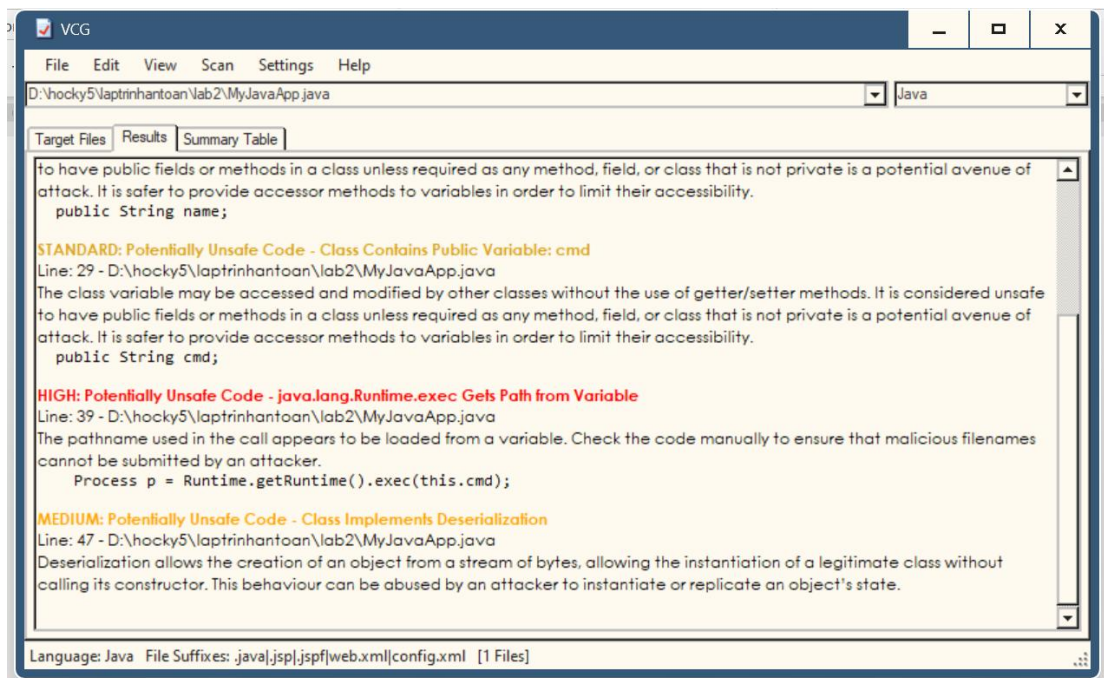 VCG
File Edit View Scan Settings Help
D:\hocky5\laptrinhantoan\lab2\MyJavaApp.java
Java
Target Files Results Summary Table
to have public fields or methods in a class unless required as any method, field, or class that is not private is a potential avenue of
attack. It is safer to provide accessor methods to variables in order to limit their accessibility.
public String name;
STANDARD: Potentially Unsafe Code - Class Contains Public Variable: cmd
Line: 29 - D:\hocky5\laptrinhantoan\lab2\MyJavaApp.java
The class variable may be accessed and modified by other classes without the use of getter/setter methods. It is considered unsafe
to have public fields or methods in a class unless required as any method, field, or class that is not private is a potential avenue of
attack. It is safer to provide accessor methods to variables in order to limit their accessibility.
public String cmd;
HIGH: Potentially Unsafe Code - java.lang.Runtime.exec Gets Path from Variable
Line: 39 - D:\hocky5\laptrinhantoan\lab2\MyJavaApp.java
The pathname used in the call appears to be loaded from a variable. Check the code manually to ensure that malicious filenames
cannot be submitted by an attacker.
Process p = Runtime.getRuntime().exec(this.cmd);
MEDIUM: Potentially Unsafe Code - Class Implements Deserialization
Line: 47 - D:\hocky5\laptrinhantoan\lab2\MyJavaApp.java
Deserialization allows the creation of an object from a stream of bytes, allowing the instantiation of a legitimate class without
calling its constructor. This behaviour can be abused by an attacker to instantiate or replicate an object's state.
Language: Java File Suffixes: .java|.jsp|.jspf|web.xml|config.xml [1 Files]